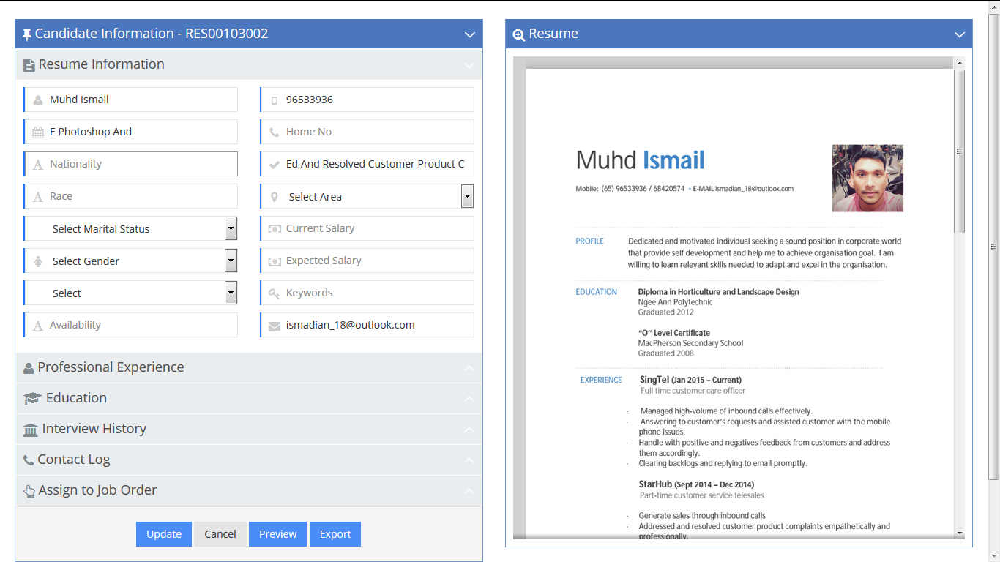 Candidate Information - RES00103002
Resume Information
Muhd Ismail
96533936
E Photoshop And
Home No
Nationality
Ed And Resolved Customer Product C
Race
Select Area
Select Marital Status
Current Salary
Select Gender
Expected Salary
Select
Keywords
Availability
ismadian_18@outlook.com
Professional Experience
Education
Interview History
Contact Log
Assign to Job Order
Update Cancel Preview Export
Resume
Muhd Ismail
Mobile: (65) 96533936 / 68420574 • E-MAIL ismadian_18@outlook.com
PROFILE Dedicated and motivated individual seeking a sound position in corporate world
that provide self development and help me to achieve organisation goal. I am
willing to learn relevant skills needed to adapt and excel in the organisation.
EDUCATION Diploma in Horticulture and Landscape Design
Ngee Ann Polytechnic
Graduated 2012
“O” Level Certificate
MacPherson Secondary School
Graduated 2008
EXPERIENCE SingTel (Jan 2015 – Current)
Full time customer care officer
· Managed high-volume of inbound calls effectively.
· Answering to customer's requests and assisted customer with the mobile
phone issues.
· Handle with positive and negatives feedback from customers and address
them accordingly.
· Clearing backlogs and replying to email promptly.
StarHub (Sept 2014 – Dec 2014)
Part-time customer service telesales
· Generate sales through inbound calls
· Addressed and resolved customer product complaints empathetically and
professionally.